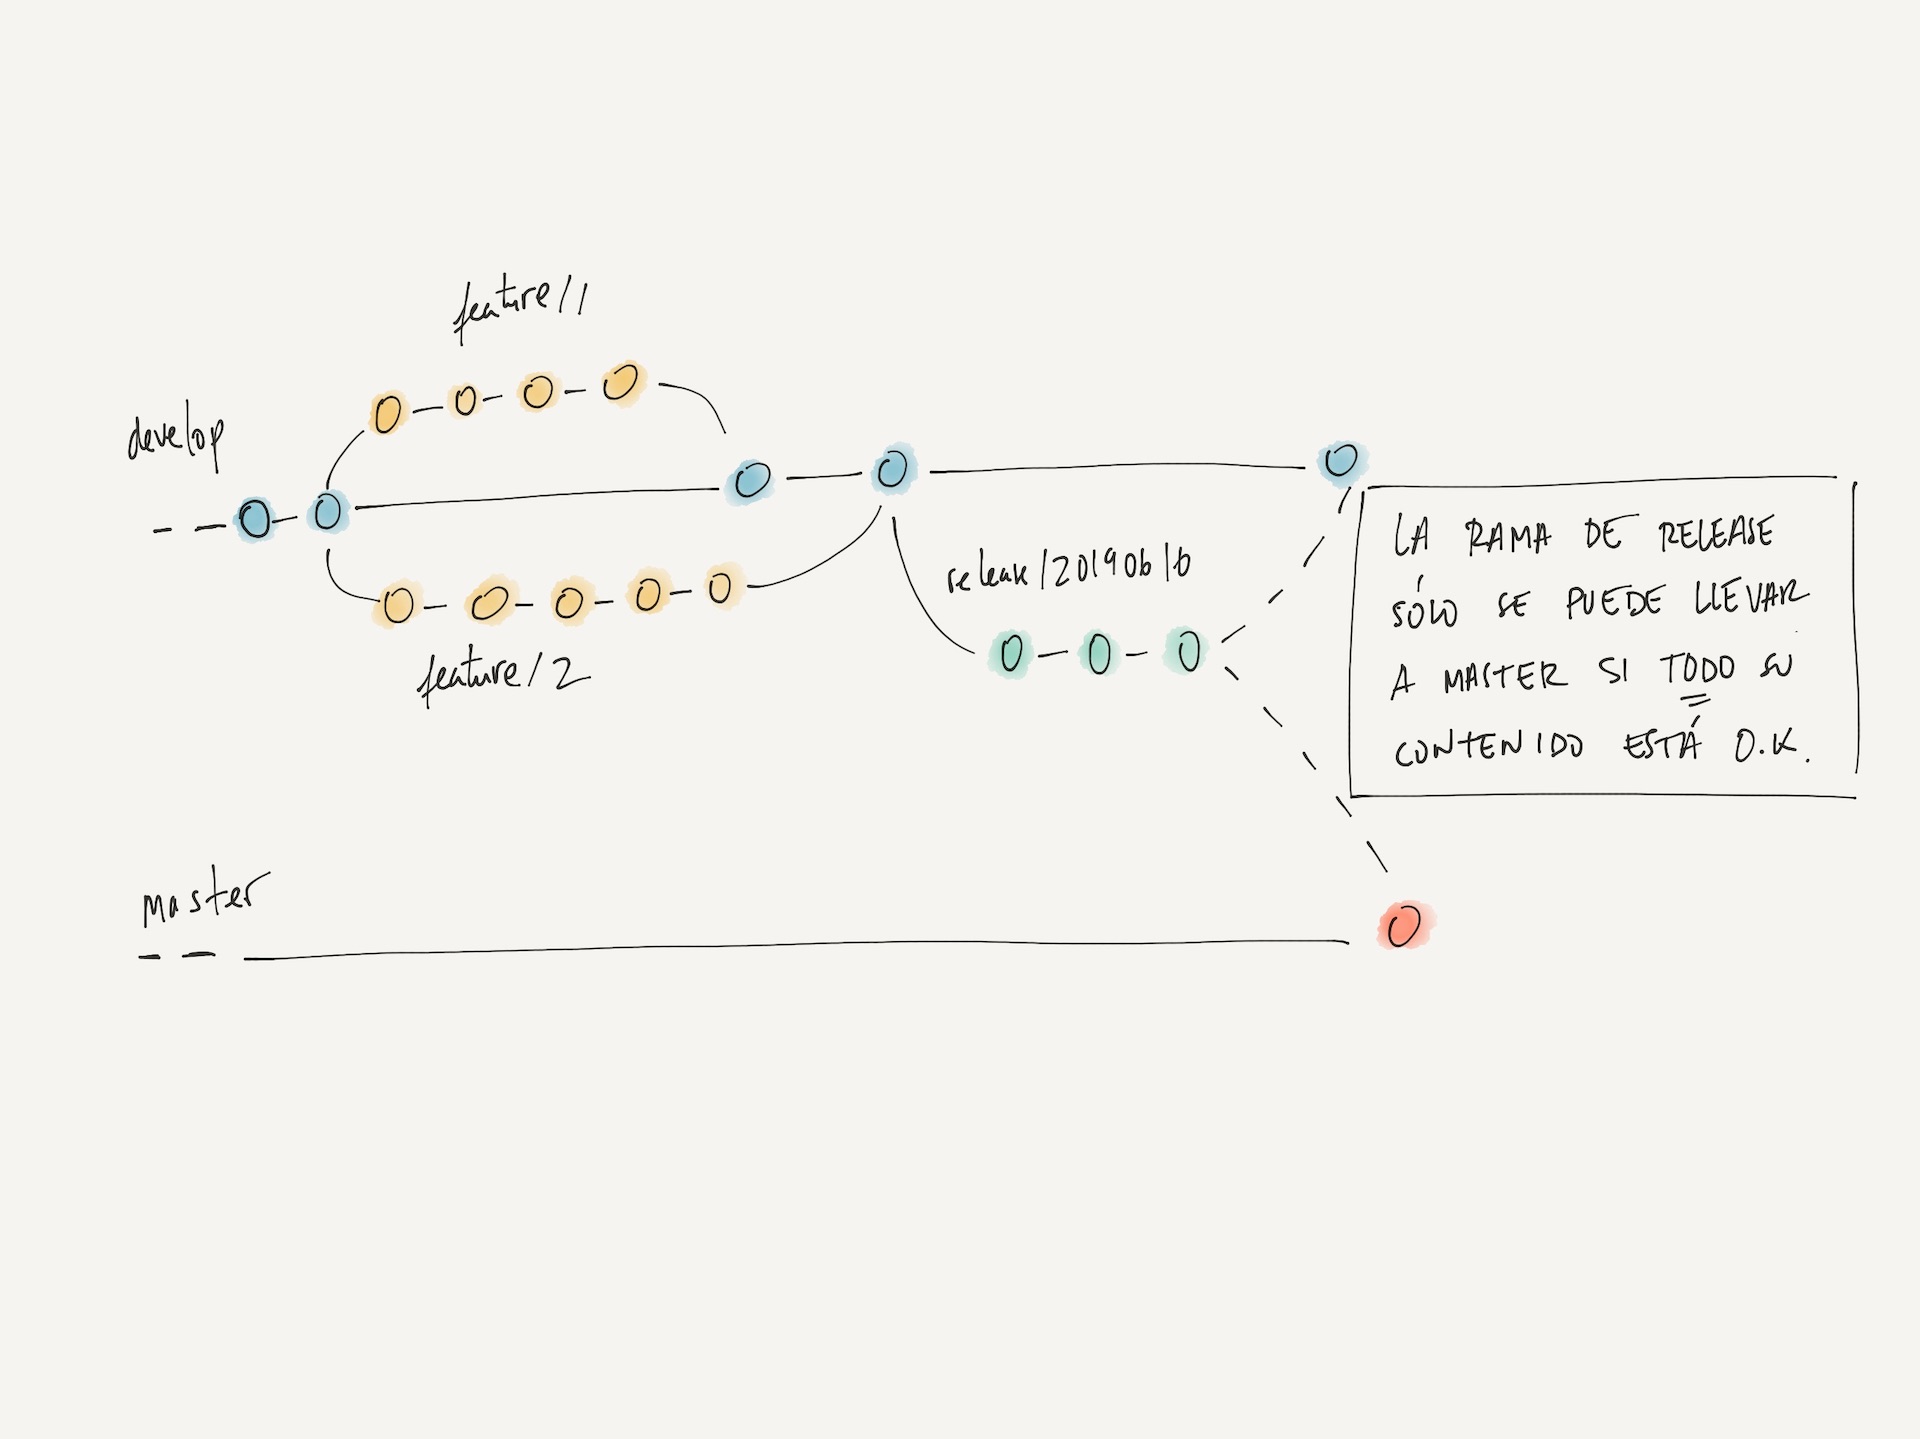 feature/1
develop
release/20190616
feature/2
LA RAMA DE RELEASE
SÓLO SE PUEDE LLEVAR
A MASTER SI TODO SU
CONTENIDO ESTÁ O.K.
master